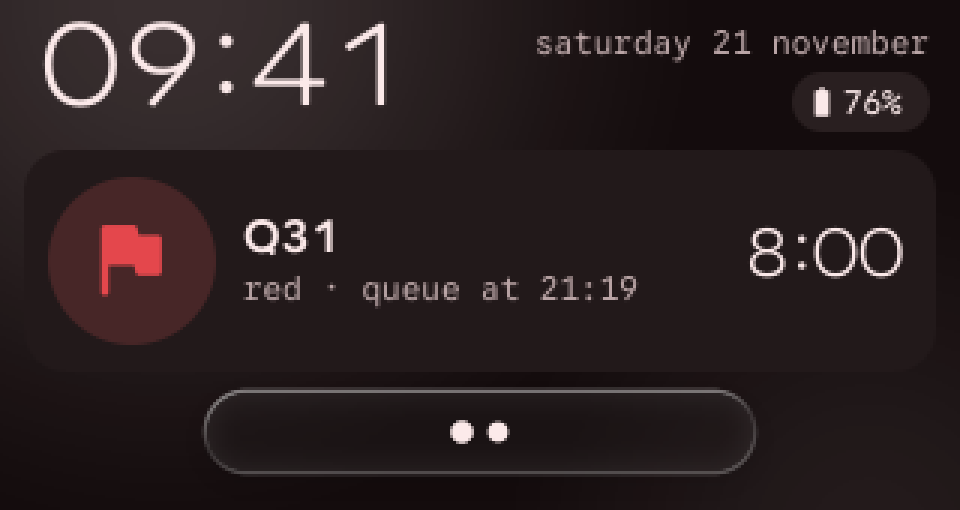 09:41
saturday 21 november
76%
Q31
red · queue at 21:19
8:00